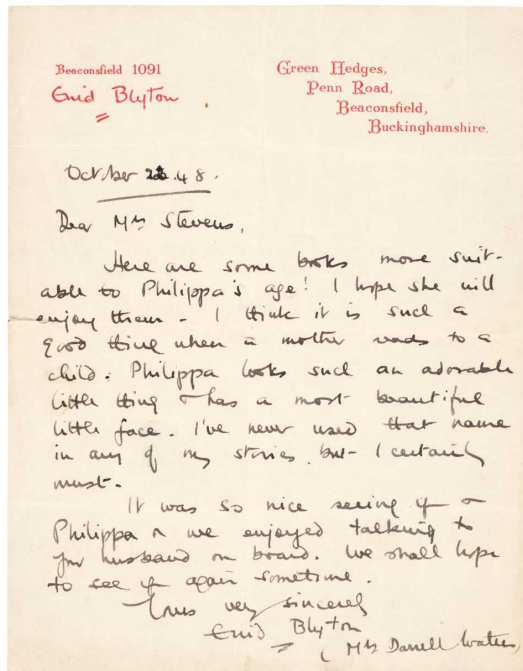 Beaconsfield 1091
Enid Blyton
Green Hedges,
Penn Road,
Beaconsfield,
Buckinghamshire.
October .48.
Dear Mrs Stevens,
Here are some books more suit-
able to Philippa's age! I hope she will
enjoy them - I think it is such a
good thing when a mother reads to a
child. Philippa looks such an adorable
little thing & has a most beautiful
little face. I've never used that name
in any of my stories, but I certainly
must.
It was so nice seeing you &
Philippa & we enjoyed talking to
your husband on board. We shall hope
to see you again sometime.
Yours very sincerely
Enid Blyton
(Mrs Darrell Waters)